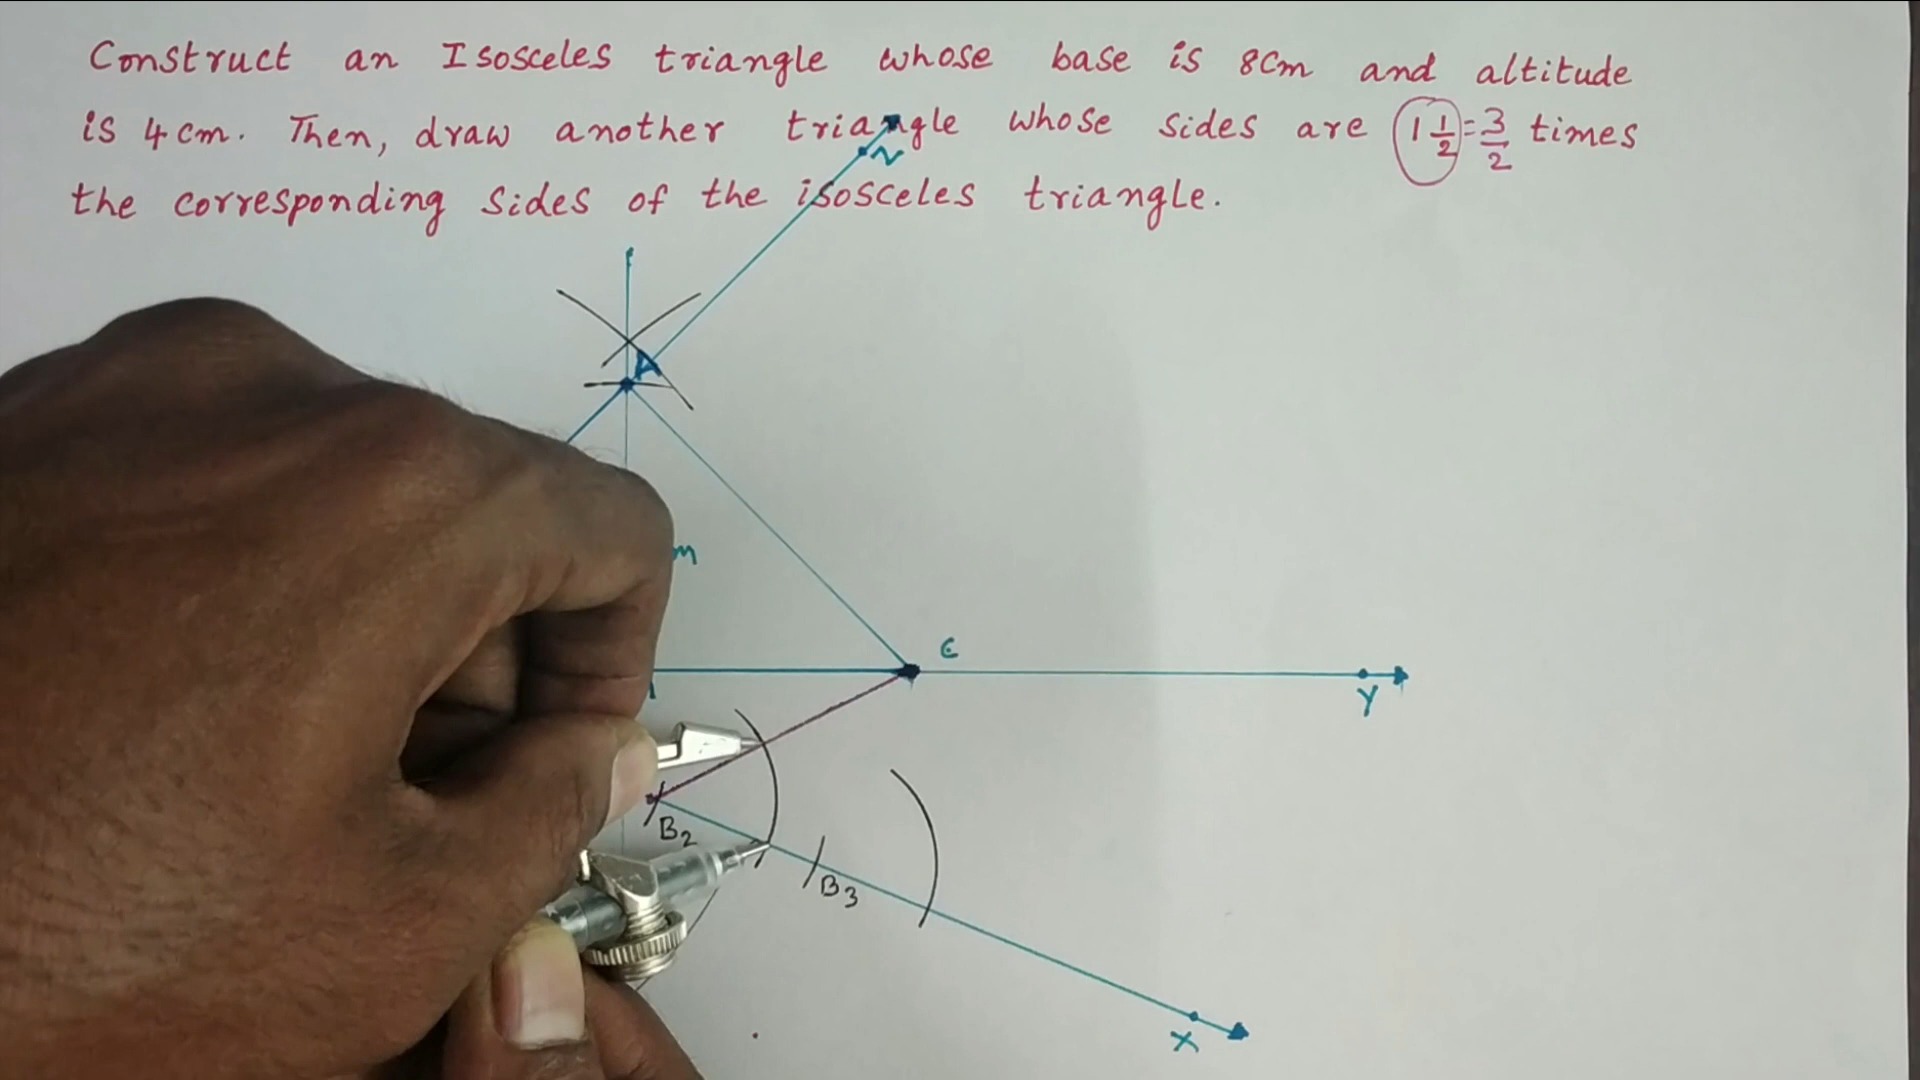 Construct an Isosceles triangle whose base is 8cm and altitude
is 4cm. Then, draw another triangle whose sides are 1 1/2 = 3/2 times
the corresponding sides of the isosceles triangle.
A
m
C
Y
B2
B3
X